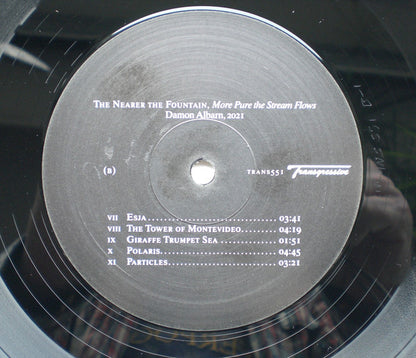 The Nearer the Fountain, More Pure the Stream Flows
Damon Albarn, 2021
(B)
TRANS551 Transgressive
VII Esja 03:41
VIII The Tower of Montevideo 04:19
IX Giraffe Trumpet Sea 01:51
X Polaris 04:45
XI Particles 03:21